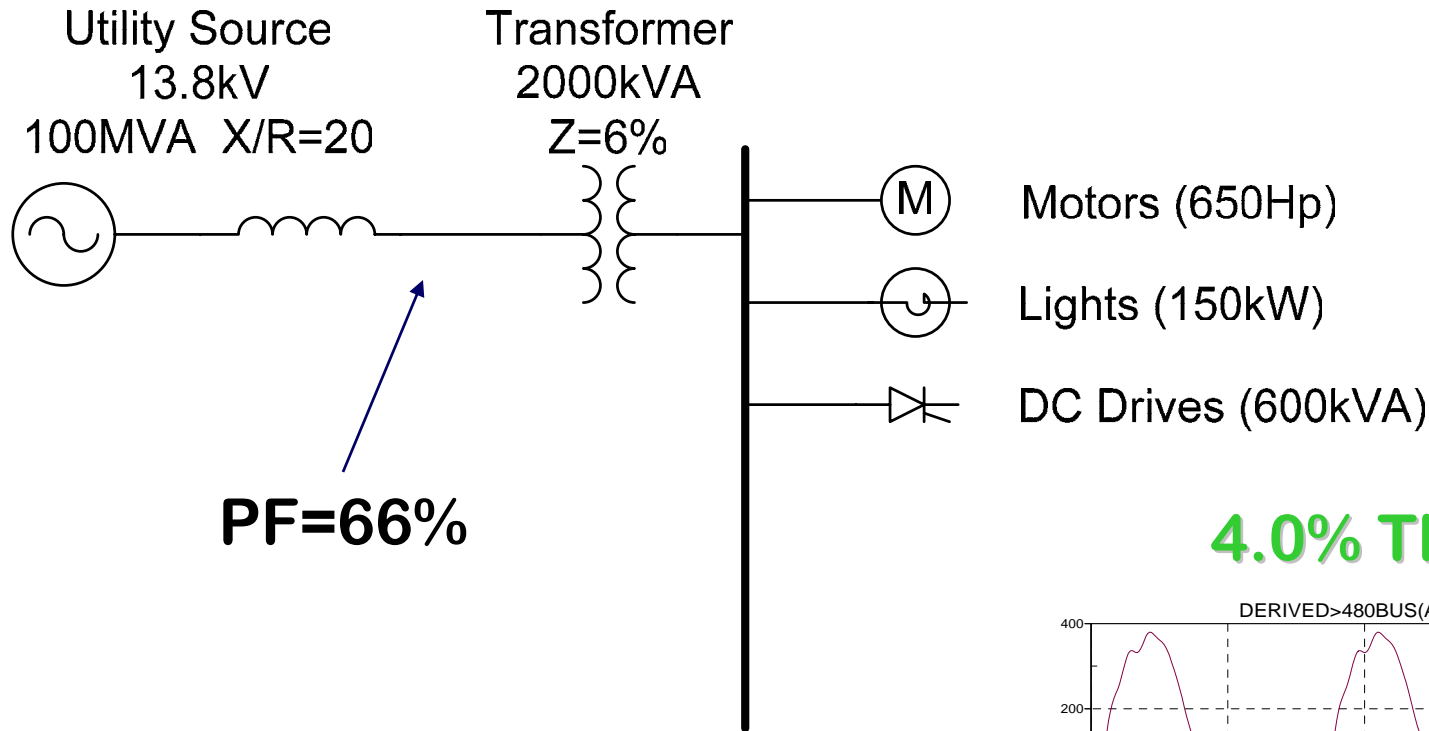 Utility Source
13.8kV
100MVA X/R=20
Transformer
2000kVA
Z=6%
M
Motors (650Hp)
Lights (150kW)
DC Drives (600kVA)
PF=66%
4.0%
DERIVED>480BUS(
400
200